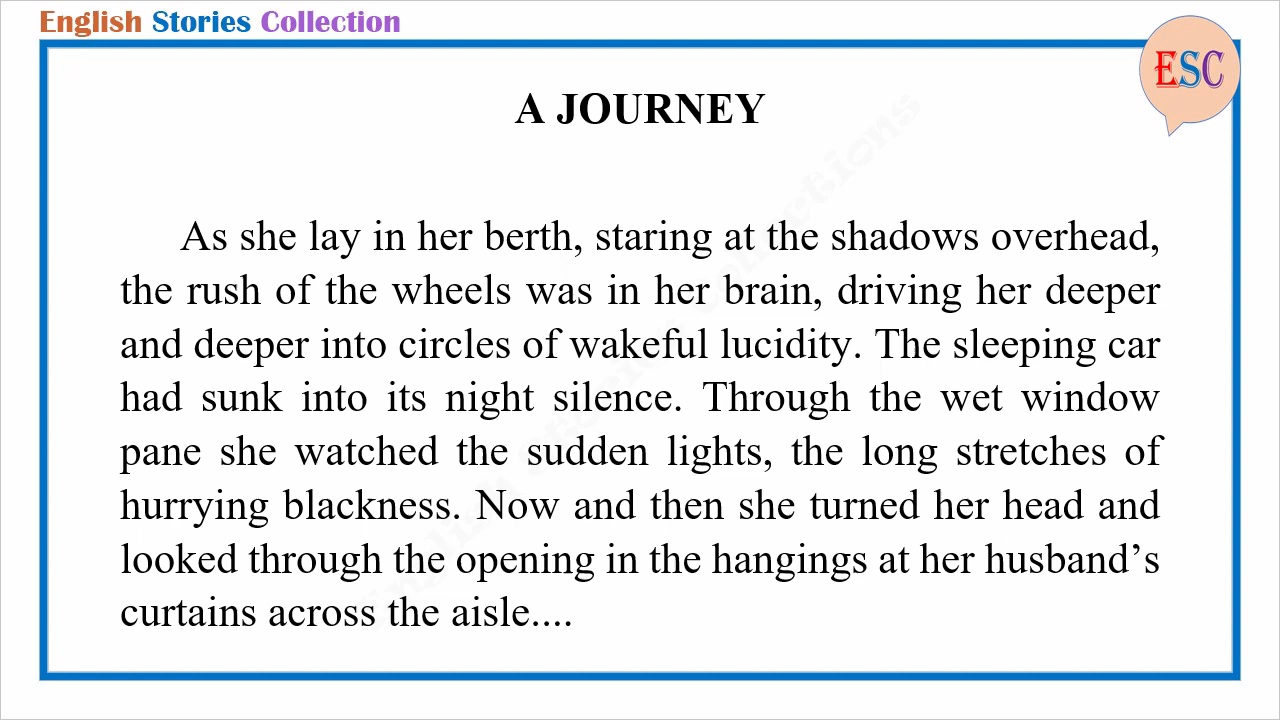 English Stories Collection
ESC
A JOURNEY
As she lay in her berth, staring at the shadows overhead,
the rush of the wheels was in her brain, driving her deeper
and deeper into circles of wakeful lucidity. The sleeping car
had sunk into its night silence. Through the wet window
pane she watched the sudden lights, the long stretches of
hurrying blackness. Now and then she turned her head and
looked through the opening in the hangings at her husband’s
curtains across the aisle....